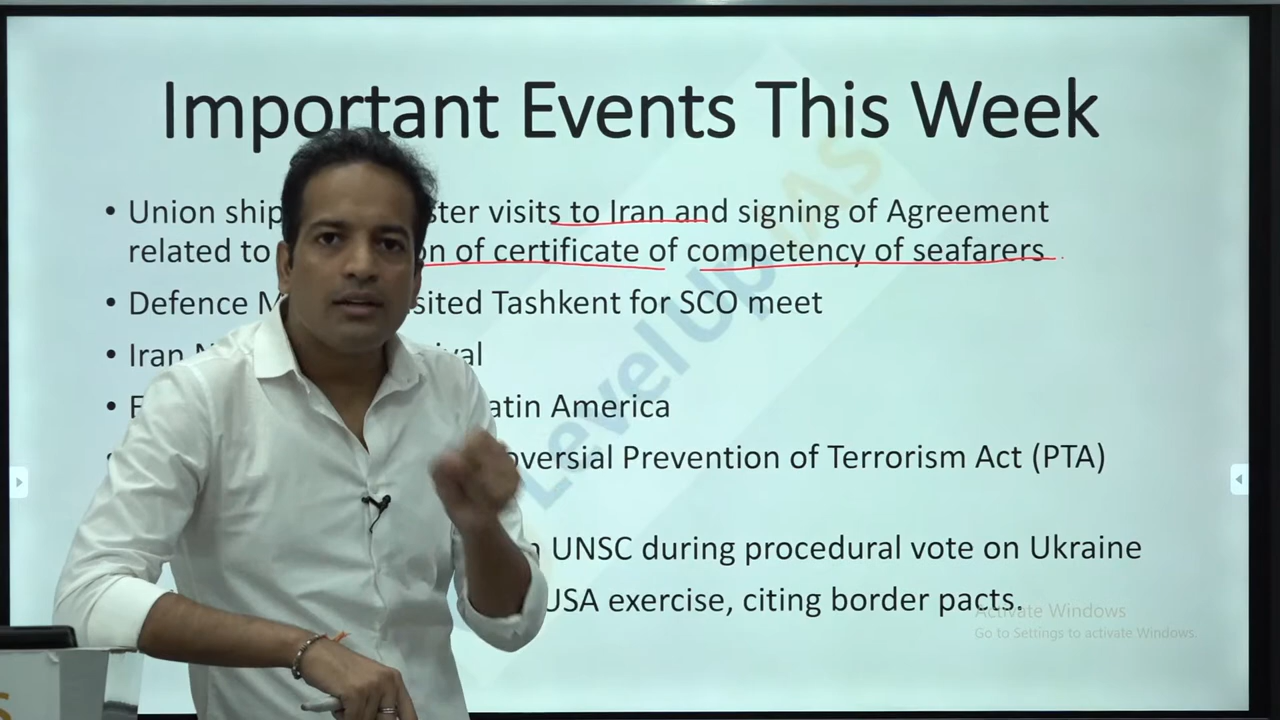 Important Events This Week
• Union ship ster visits to Iran and signing of Agreement
related to on of certificate of competency of seafarers
• Defence M sited Tashkent for SCO meet
• Iran N val
• E atin America
oversial Prevention of Terrorism Act (PTA)
n UNSC during procedural vote on Ukraine
USA exercise, citing border pacts.
Level Up IAS
Activate Windows
Go to Settings to activate Windows.
S